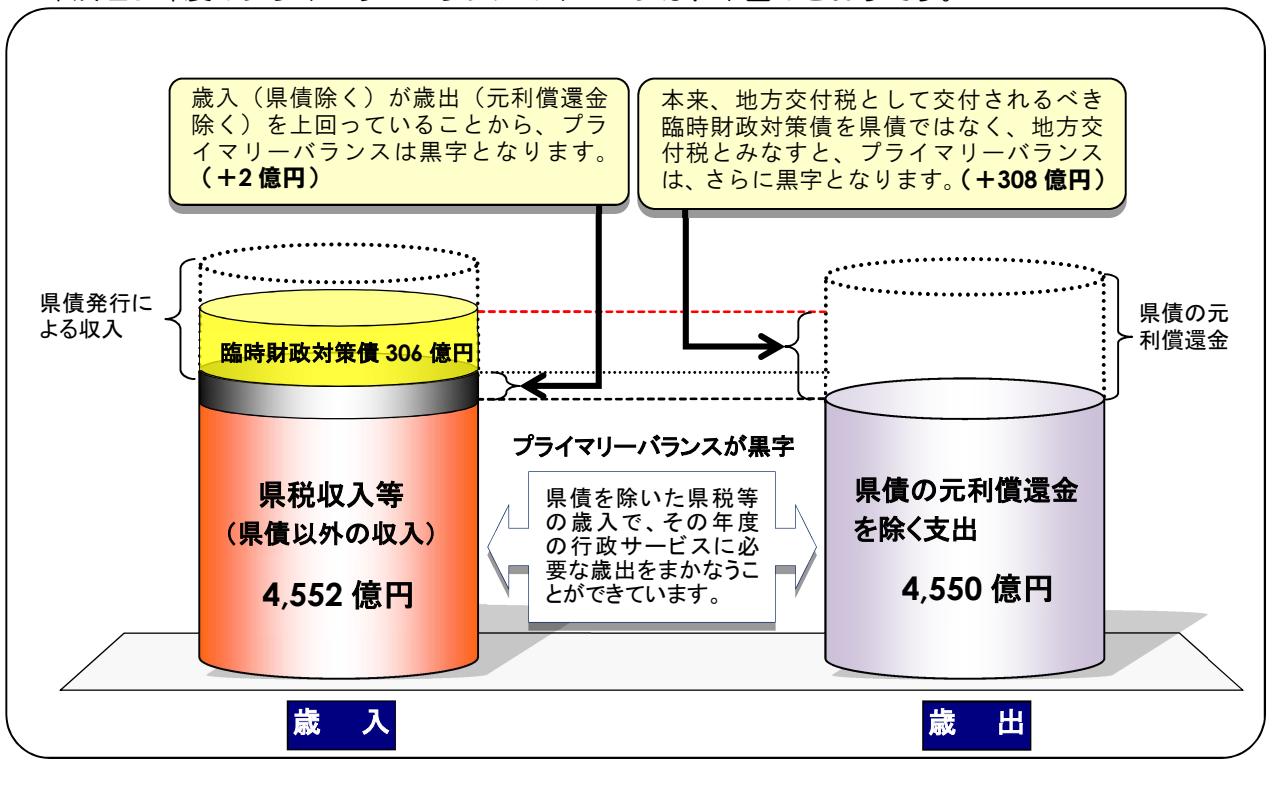 歳入（県債除く）が歳出（元利償還金
除く）を上回っていることから、プラ
イマリーバランスは黒字となります。
（＋2 億円）
本来、地方交付税として交付されるべき
臨時財政対策債を県債ではなく、地方交
付税とみなすと、プライマリーバランス
は、さらに黒字となります。（＋308 億円）
県債発行に
よる収入
臨時財政対策債 306 億円
県債の元
利償還金
プライマリーバランスが黒字
県税収入等
（県債以外の収入）
4,552 億円
県債を除いた県税等
の歳入で、その年度
の行政サービスに必
要な歳出をまかなうこ
とができています。
県債の元利償還金
を除く支出
4,550 億円
歳　入
歳　出